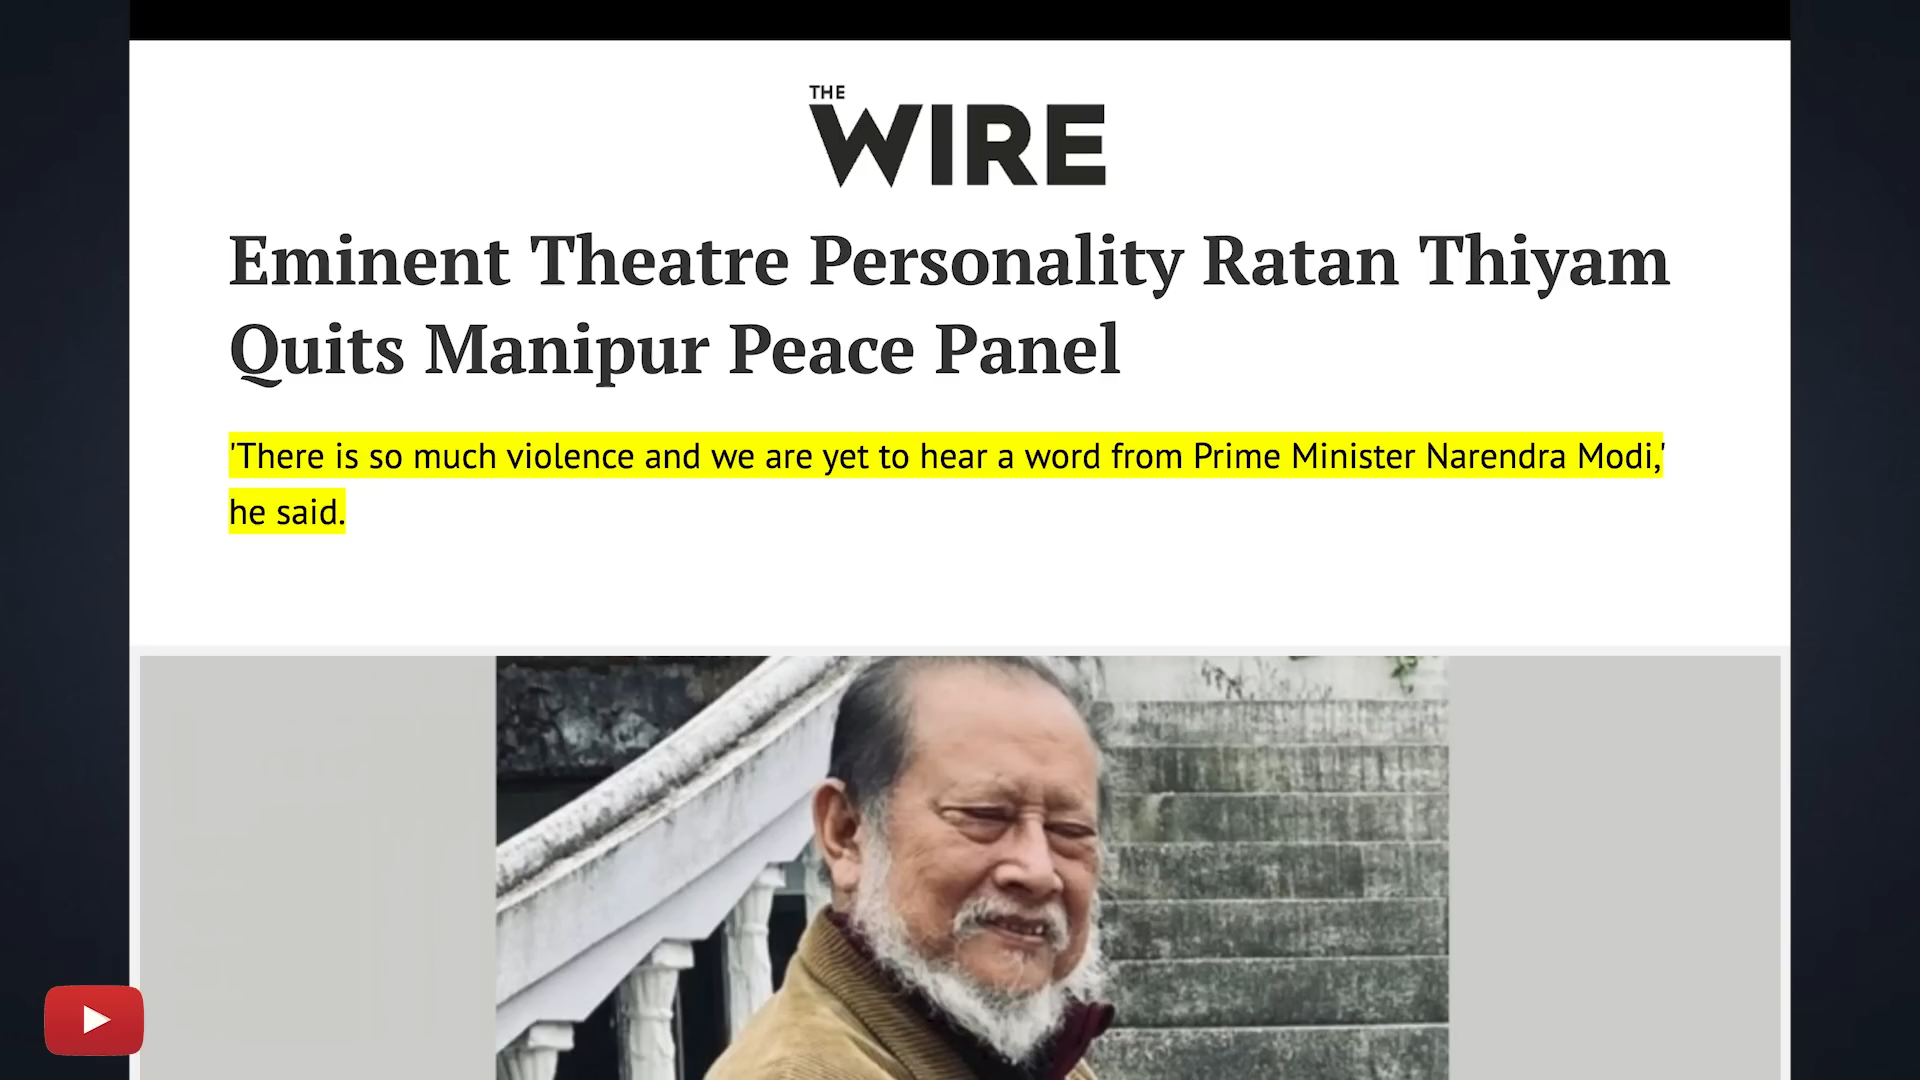 THE
WIRE
Eminent Theatre Personality Ratan Thiyam
Quits Manipur Peace Panel
'There is so much violence and we are yet to hear a word from Prime Minister Narendra Modi,'
he said.